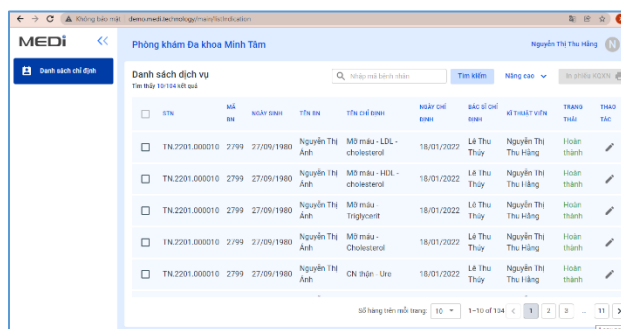 Không bảo mật | demo.medi.technology/main/listIndication
MEDi
Phòng khám Đa khoa Minh Tâm
Nguyễn Thị Thu Hằng N
Danh sách chỉ định
Danh sách dịch vụ
Tìm thấy 10/134 kết quả
Nhập mã bệnh nhân
Tìm kiếm
Nâng cao
In phiếu KQXN
STN MÃ BN NGÀY SINH TÊN BN TÊN CHỈ ĐỊNH NGÀY CHỈ ĐỊNH BÁC SĨ CHỈ ĐỊNH KĨ THUẬT VIÊN TRẠNG THÁI THAO TÁC
TN.2201.000010 2799 27/09/1980 Nguyễn Thị Ánh Mỡ máu - LDL - cholesterol 18/01/2022 Lê Thu Thủy Nguyễn Thị Thu Hằng Hoàn thành
TN.2201.000010 2799 27/09/1980 Nguyễn Thị Ánh Mỡ máu - HDL - cholesterol 18/01/2022 Lê Thu Thủy Nguyễn Thị Thu Hằng Hoàn thành
TN.2201.000010 2799 27/09/1980 Nguyễn Thị Ánh Mỡ máu - Triglycerit 18/01/2022 Lê Thu Thủy Nguyễn Thị Thu Hằng Hoàn thành
TN.2201.000010 2799 27/09/1980 Nguyễn Thị Ánh Mỡ máu - Cholesterol 18/01/2022 Lê Thu Thủy Nguyễn Thị Thu Hằng Hoàn thành
TN.2201.000010 2799 27/09/1980 Nguyễn Thị Ánh CN thận - Ure 18/01/2022 Lê Thu Thủy Nguyễn Thị Thu Hằng Hoàn thành
Số hàng trên mỗi trang: 10 1-10 of 134 < 1 2 3 ... 11 >